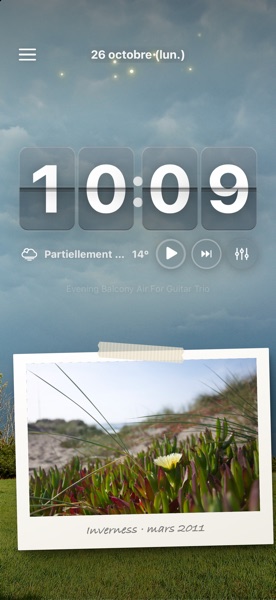 26 octobre (lun.)
10:09
Partiellement ... 14°
Evening Balcony Air For Guitar Trio
Inverness · mars 2011